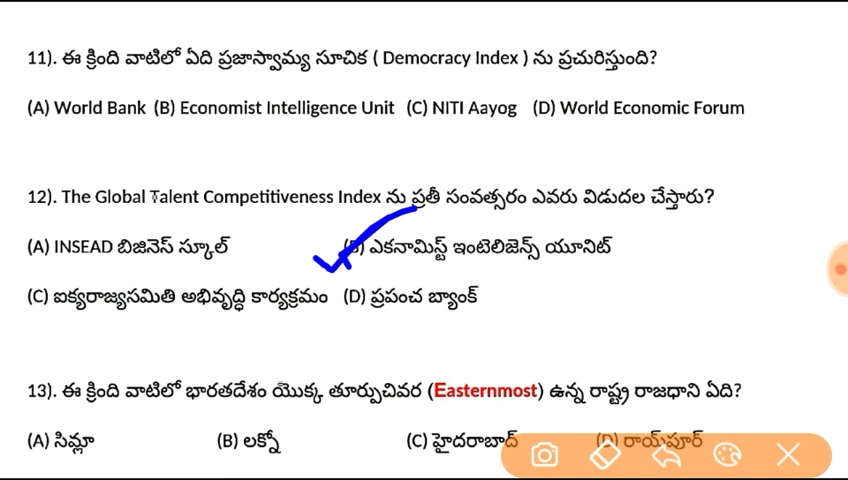 11). ఈ క్రింది వాటిలో ఏది ప్రజాస్వామ్య సూచిక ( Democracy Index ) ను ప్రచురిస్తుంది?
(A) World Bank (B) Economist Intelligence Unit (C) NITI Aayog (D) World Economic Forum
12). The Global Talent Competitiveness Index ను ప్రతీ సంవత్సరం ఎవరు విడుదల చేస్తారు?
(A) INSEAD బిజినెస్ స్కూల్ (B) ఎకనామిస్ట్ ఇంటెలిజెన్స్ యూనిట్
(C) ఐక్యరాజ్యసమితి అభివృద్ధి కార్యక్రమం (D) ప్రపంచ బ్యాంక్
13). ఈ క్రింది వాటిలో భారతదేశం యొక్క తూర్పుచివర (Easternmost) ఉన్న రాష్ట్ర రాజధాని ఏది?
(A) సిమ్లా (B) లక్నో (C) హైదరాబాద్ (D) రాయ్‌పూర్